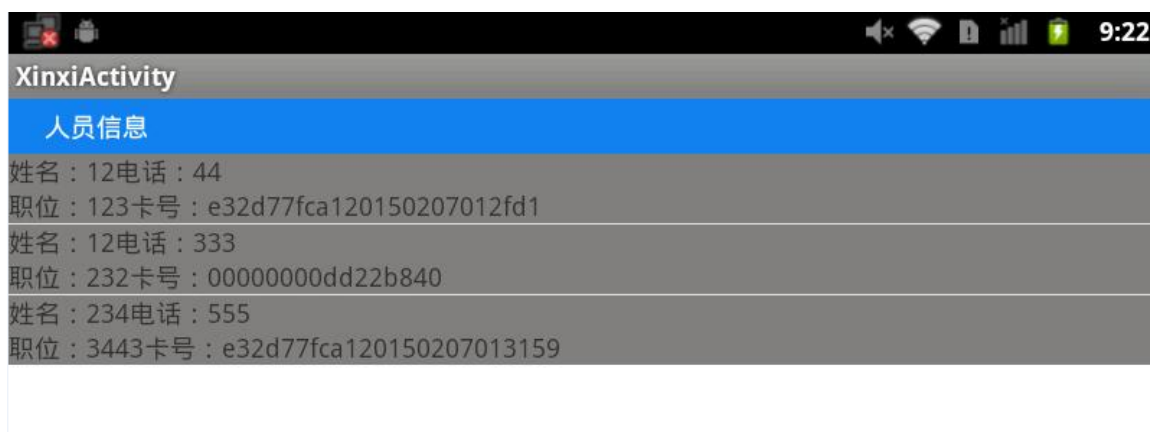 9:22
XinxiActivity
人员信息
姓名：12电话：44
职位：123卡号：e32d77fca120150207012fd1
姓名：12电话：333
职位：232卡号：00000000dd22b840
姓名：234电话：555
职位：3443卡号：e32d77fca120150207013159